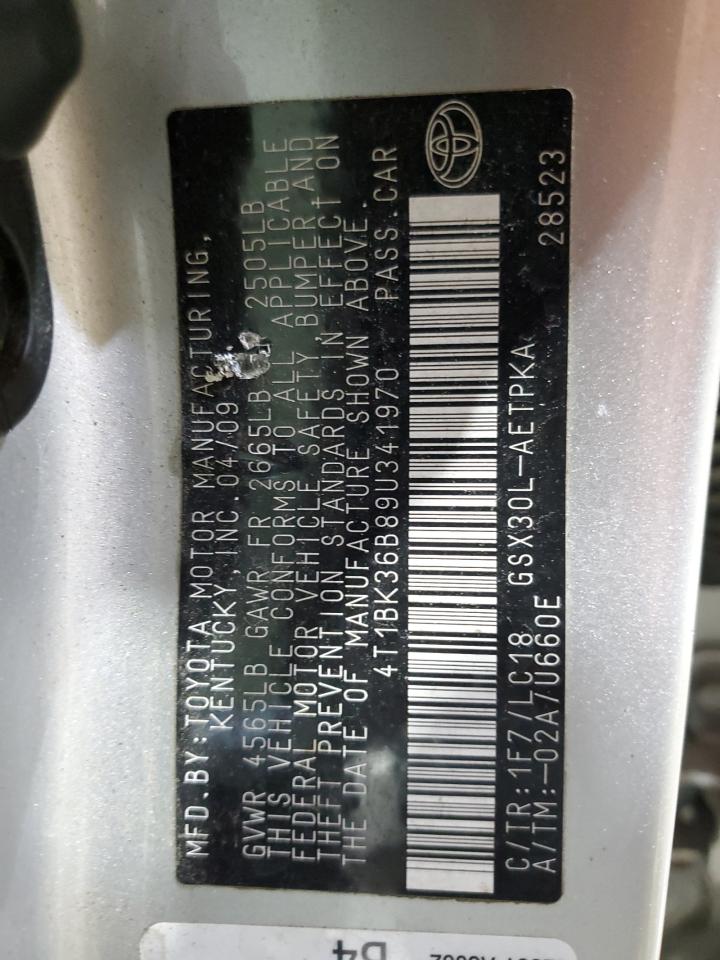 MFD.BY:TOYOTA MOTOR MANUFACTURING,
KENTUCKY,INC.04/09
GVWR 4565LB GAWR FR 2665LB 2505LB
THIS VEHICLE CONFORMS TO ALL APPLICABLE
FEDERAL MOTOR VEHICLE SAFETY, BUMPER AND
THEFT PREVENTION STANDARDS IN EFFECT ON
THE DATE OF MANUFACTURE SHOWN ABOVE.
4T1BK36B89U341970 PASS.CAR
C/TR:1F7/LC18 GSX30L-AETPKA 28523
A/TM:-02A/U660E